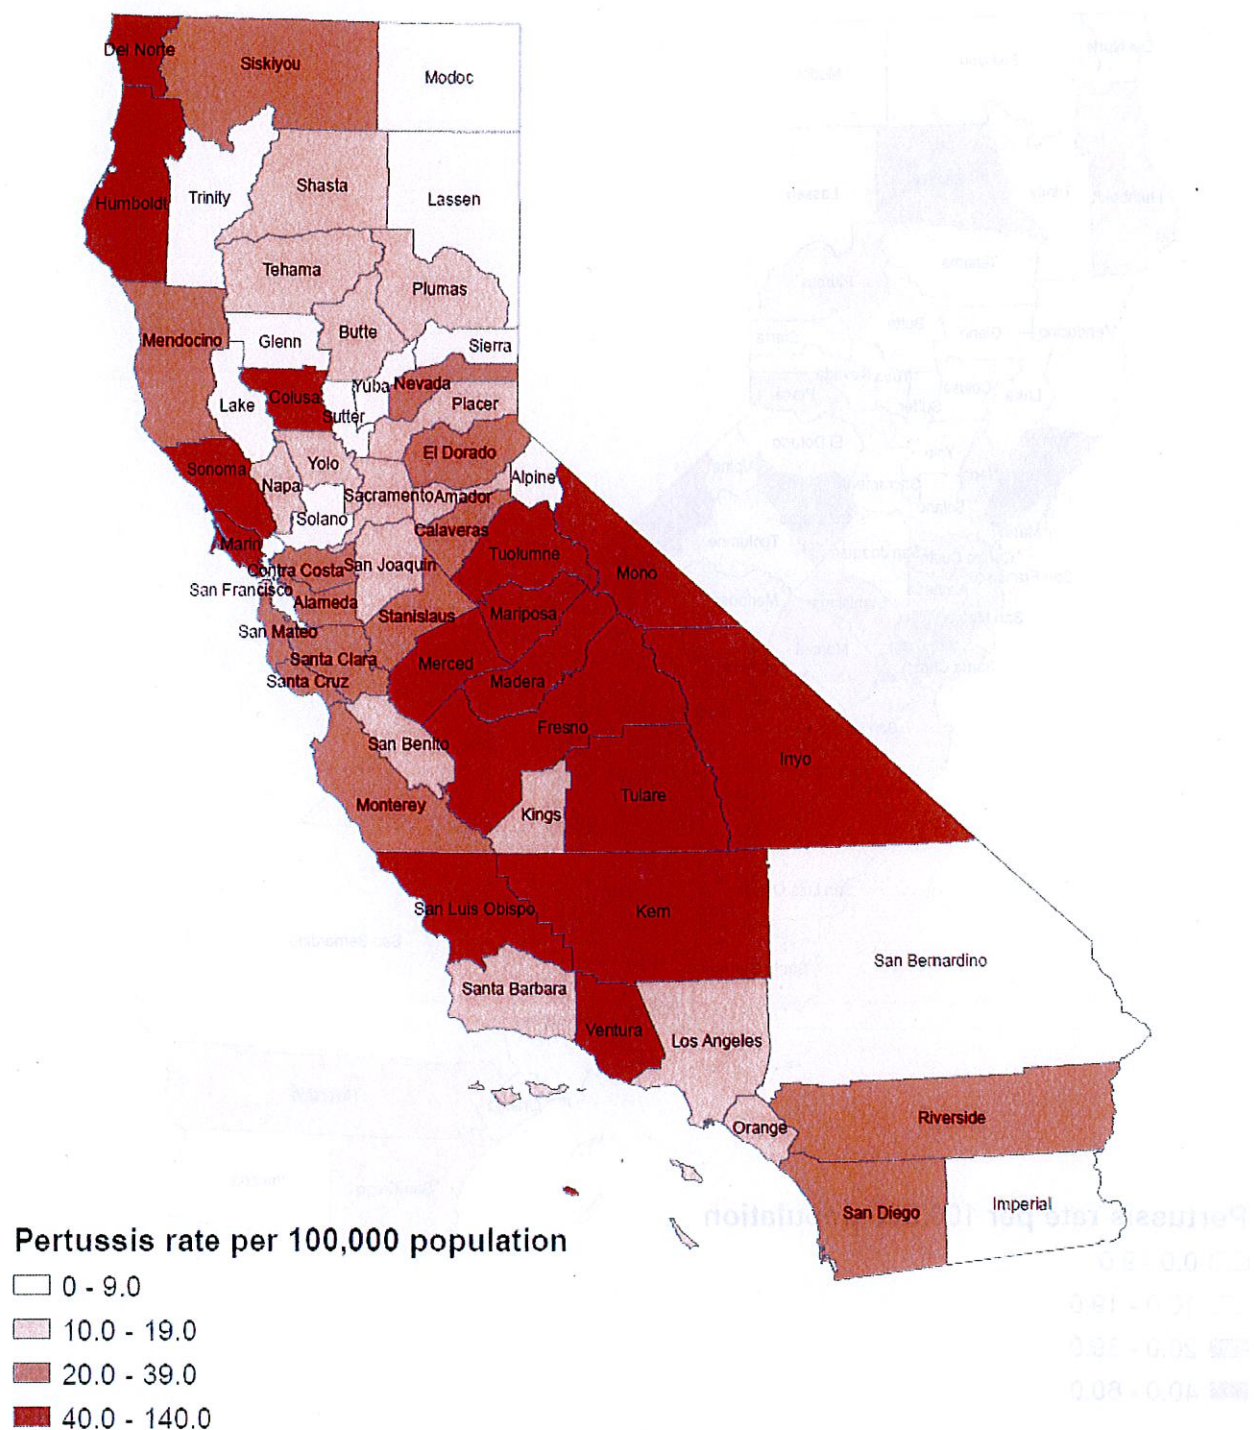 Del Norte
Siskiyou
Modoc
Humboldt
Trinity
Shasta
Lassen
Tehama
Plumas
Mendocino
Glenn
Butte
Sierra
Lake
Colusa
Yuba
Nevada
Sutter
Placer
Sonoma
Napa
Yolo
El Dorado
Sacramento
Amador
Alpine
Solano
Marin
Calaveras
Contra Costa
San Joaquin
Tuolumne
Mono
San Francisco
Alameda
Stanislaus
Mariposa
San Mateo
Santa Clara
Merced
Santa Cruz
Madera
San Benito
Fresno
Inyo
Monterey
Kings
Tulare
San Luis Obispo
Kern
San Bernardino
Santa Barbara
Ventura
Los Angeles
Orange
Riverside
San Diego
Imperial
Pertussis rate per 100,000 population
0 - 9.0
10.0 - 19.0
20.0 - 39.0
40.0 - 140.0